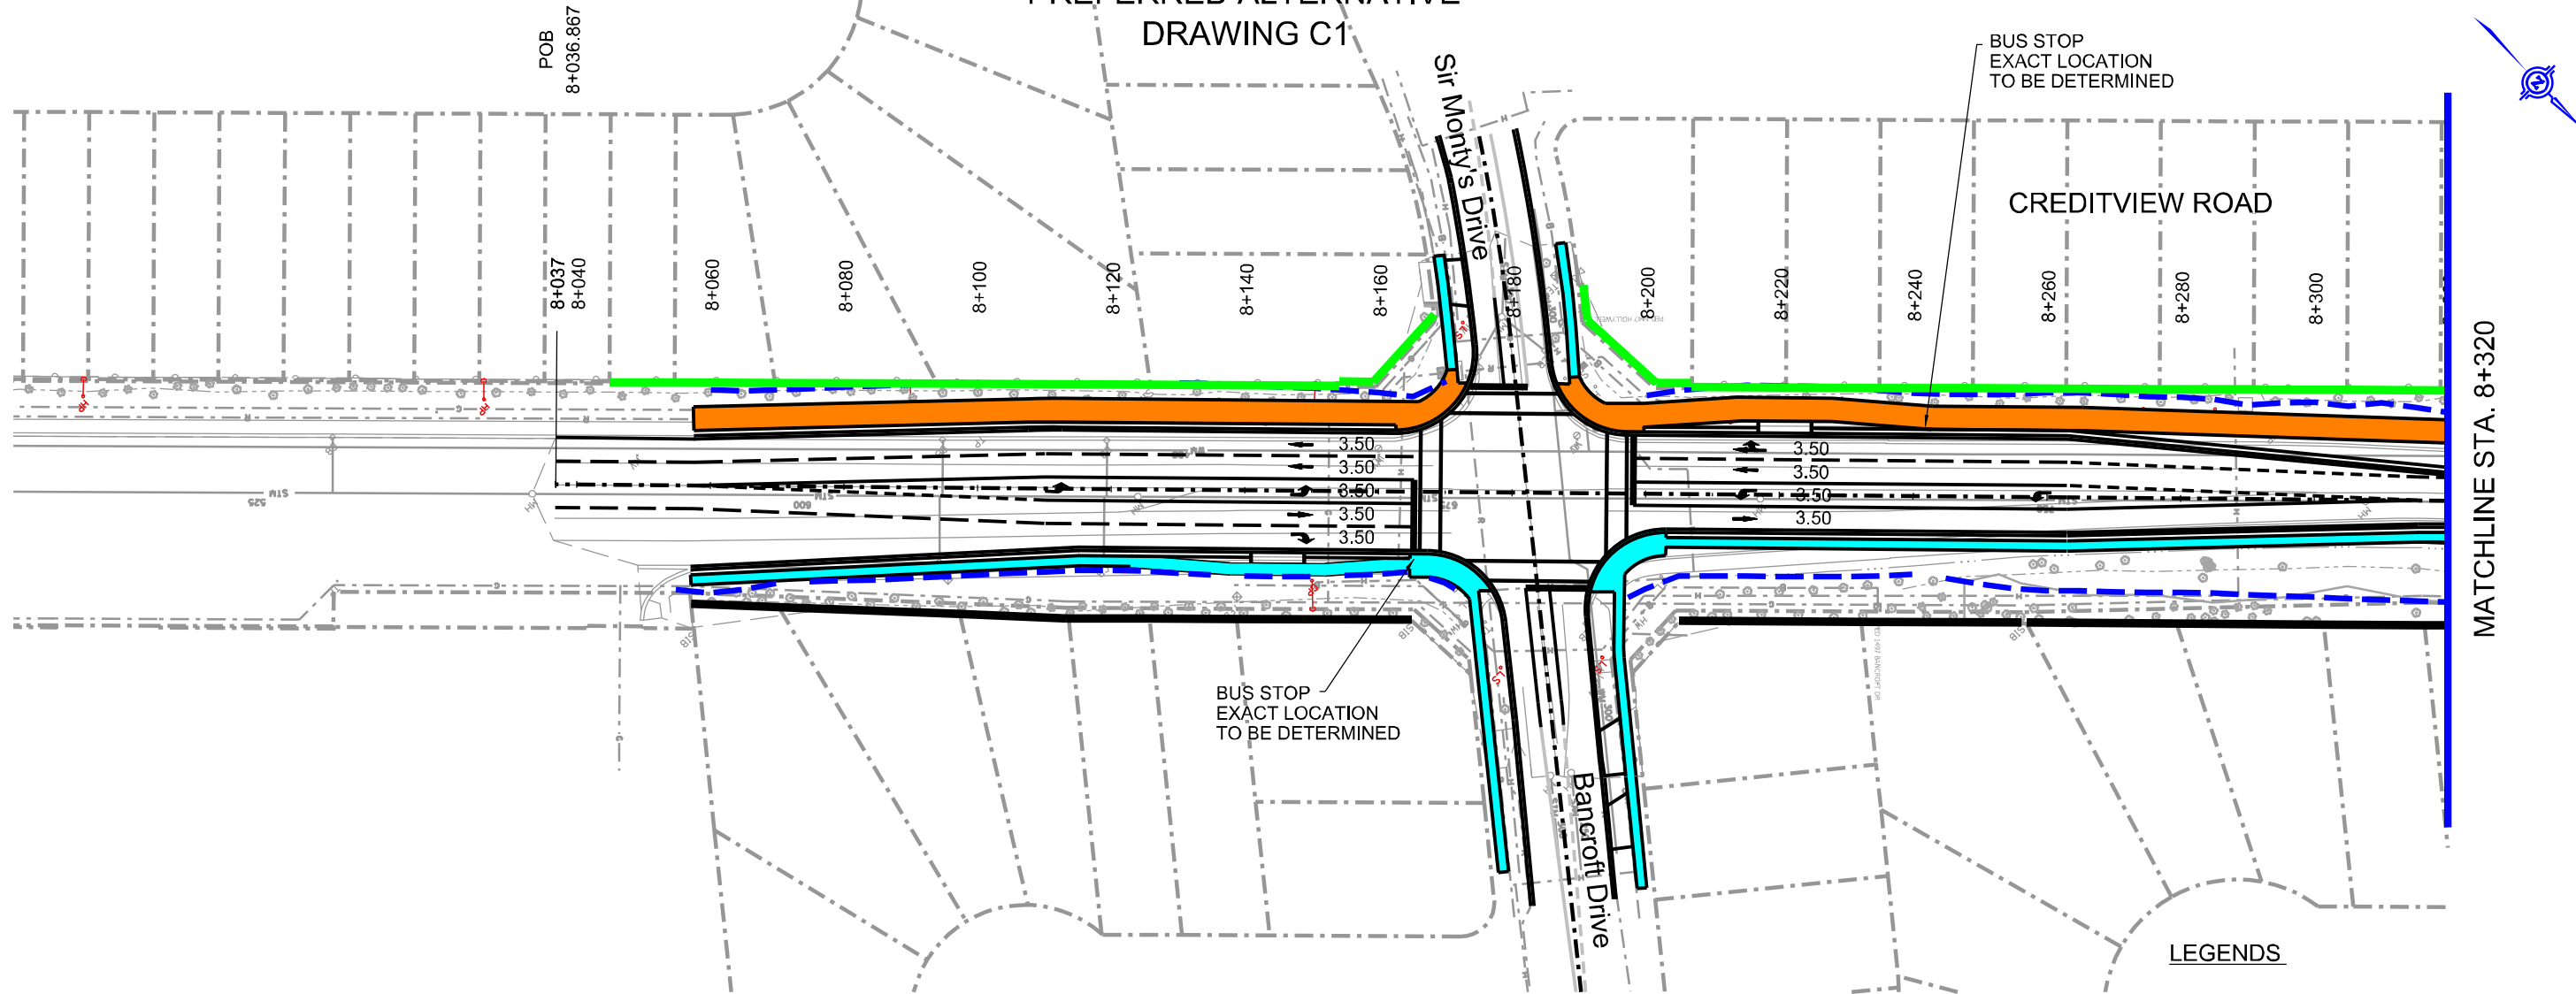 DRAWING C1
POB
8+036.867
BUS STOP
EXACT LOCATION
TO BE DETERMINED
Sir Monty's Drive
CREDITVIEW ROAD
8+037
8+040
8+060
8+080
8+100
8+120
8+140
8+160
8+180
8+200
8+220
8+240
8+260
8+280
8+300
MATCHLINE STA. 8+320
3.50
3.50
3.50
3.50
3.50
3.50
3.50
3.50
3.50
525
STM
600
STM
BUS STOP
EXACT LOCATION
TO BE DETERMINED
Bancroft Drive
LEGENDS